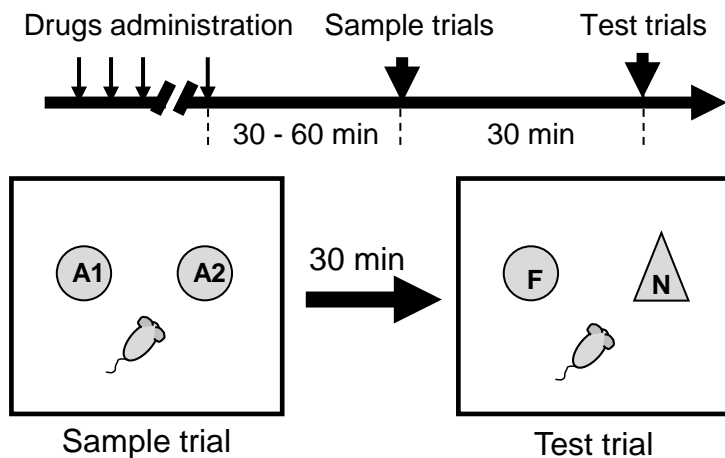 Drugs administration
Sample trials
Test trials
30 - 60 min
30 min
A1
A2
30 min
F
N
Sample trial
Test trial